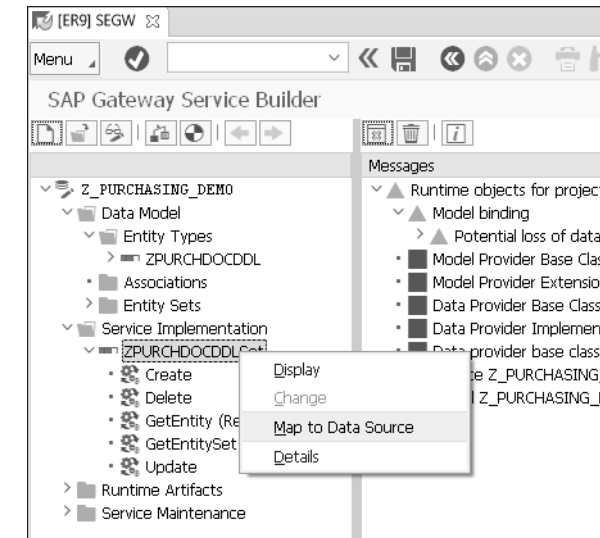 [ER9] SEGW
Menu
SAP Gateway Service Builder
Messages
Z_PURCHASING_DEMO
Data Model
Entity Types
ZPURCHDOCDDL
Associations
Entity Sets
Service Implementation
ZPURCHDOCDDLSet
Create
Delete
GetEntity (Re
GetEntitySet
Update
Runtime Artifacts
Service Maintenance
Display
Change
Map to Data Source
Details
Runtime objects for projec
Model binding
Potential loss of data
Model Provider Base Clas
Model Provider Extensio
Data Provider Base Class
Data Provider Implemen
Data provider base class
e Z_PURCHASING_
l Z_PURCHASING_